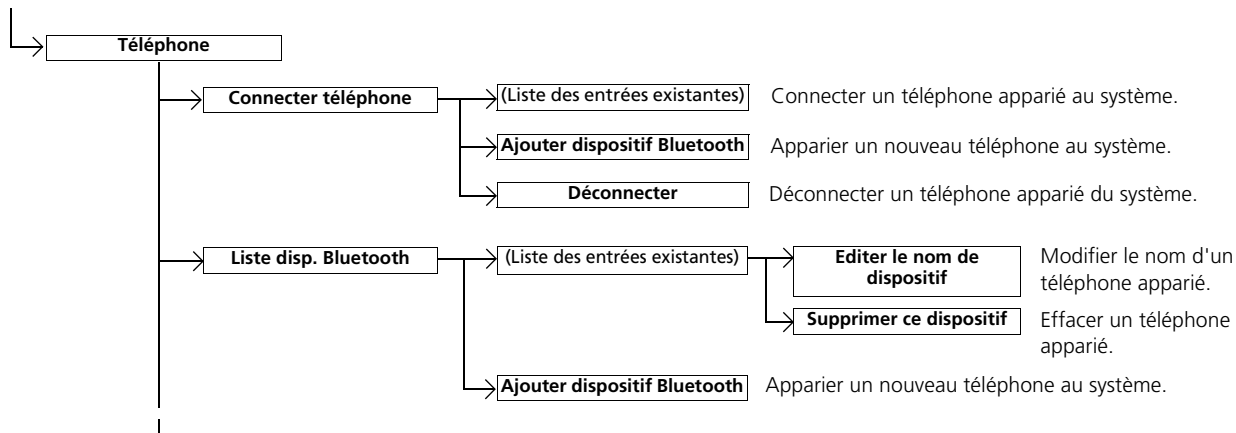 Téléphone
Connecter téléphone
(Liste des entrées existantes)
Connecter un téléphone apparié au système.
Ajouter dispositif Bluetooth
Apparier un nouveau téléphone au système.
Déconnecter
Déconnecter un téléphone apparié du système.
Liste disp. Bluetooth
(Liste des entrées existantes)
Editer le nom de
dispositif
Modifier le nom d'un
téléphone apparié.
Supprimer ce dispositif
Effacer un téléphone
apparié.
Ajouter dispositif Bluetooth
Apparier un nouveau téléphone au système.